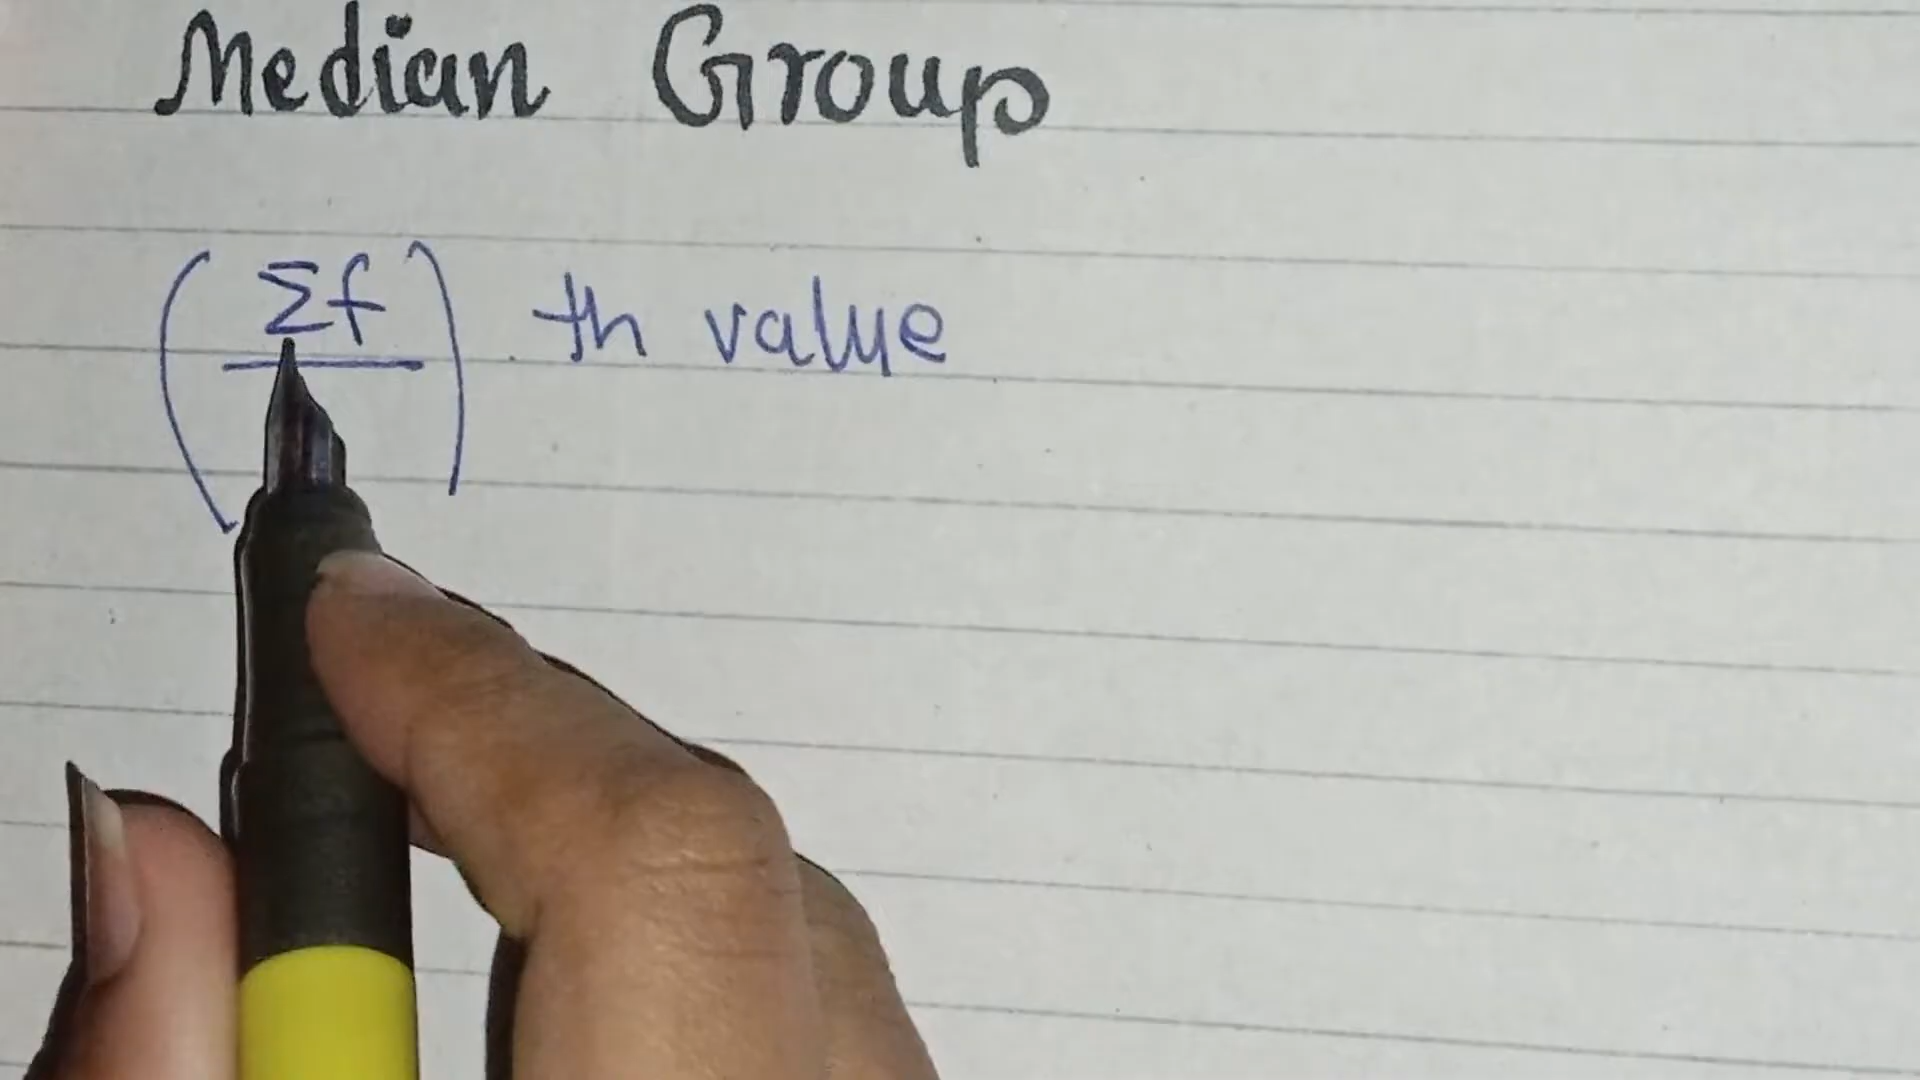 Median Group
(Σf/) th value